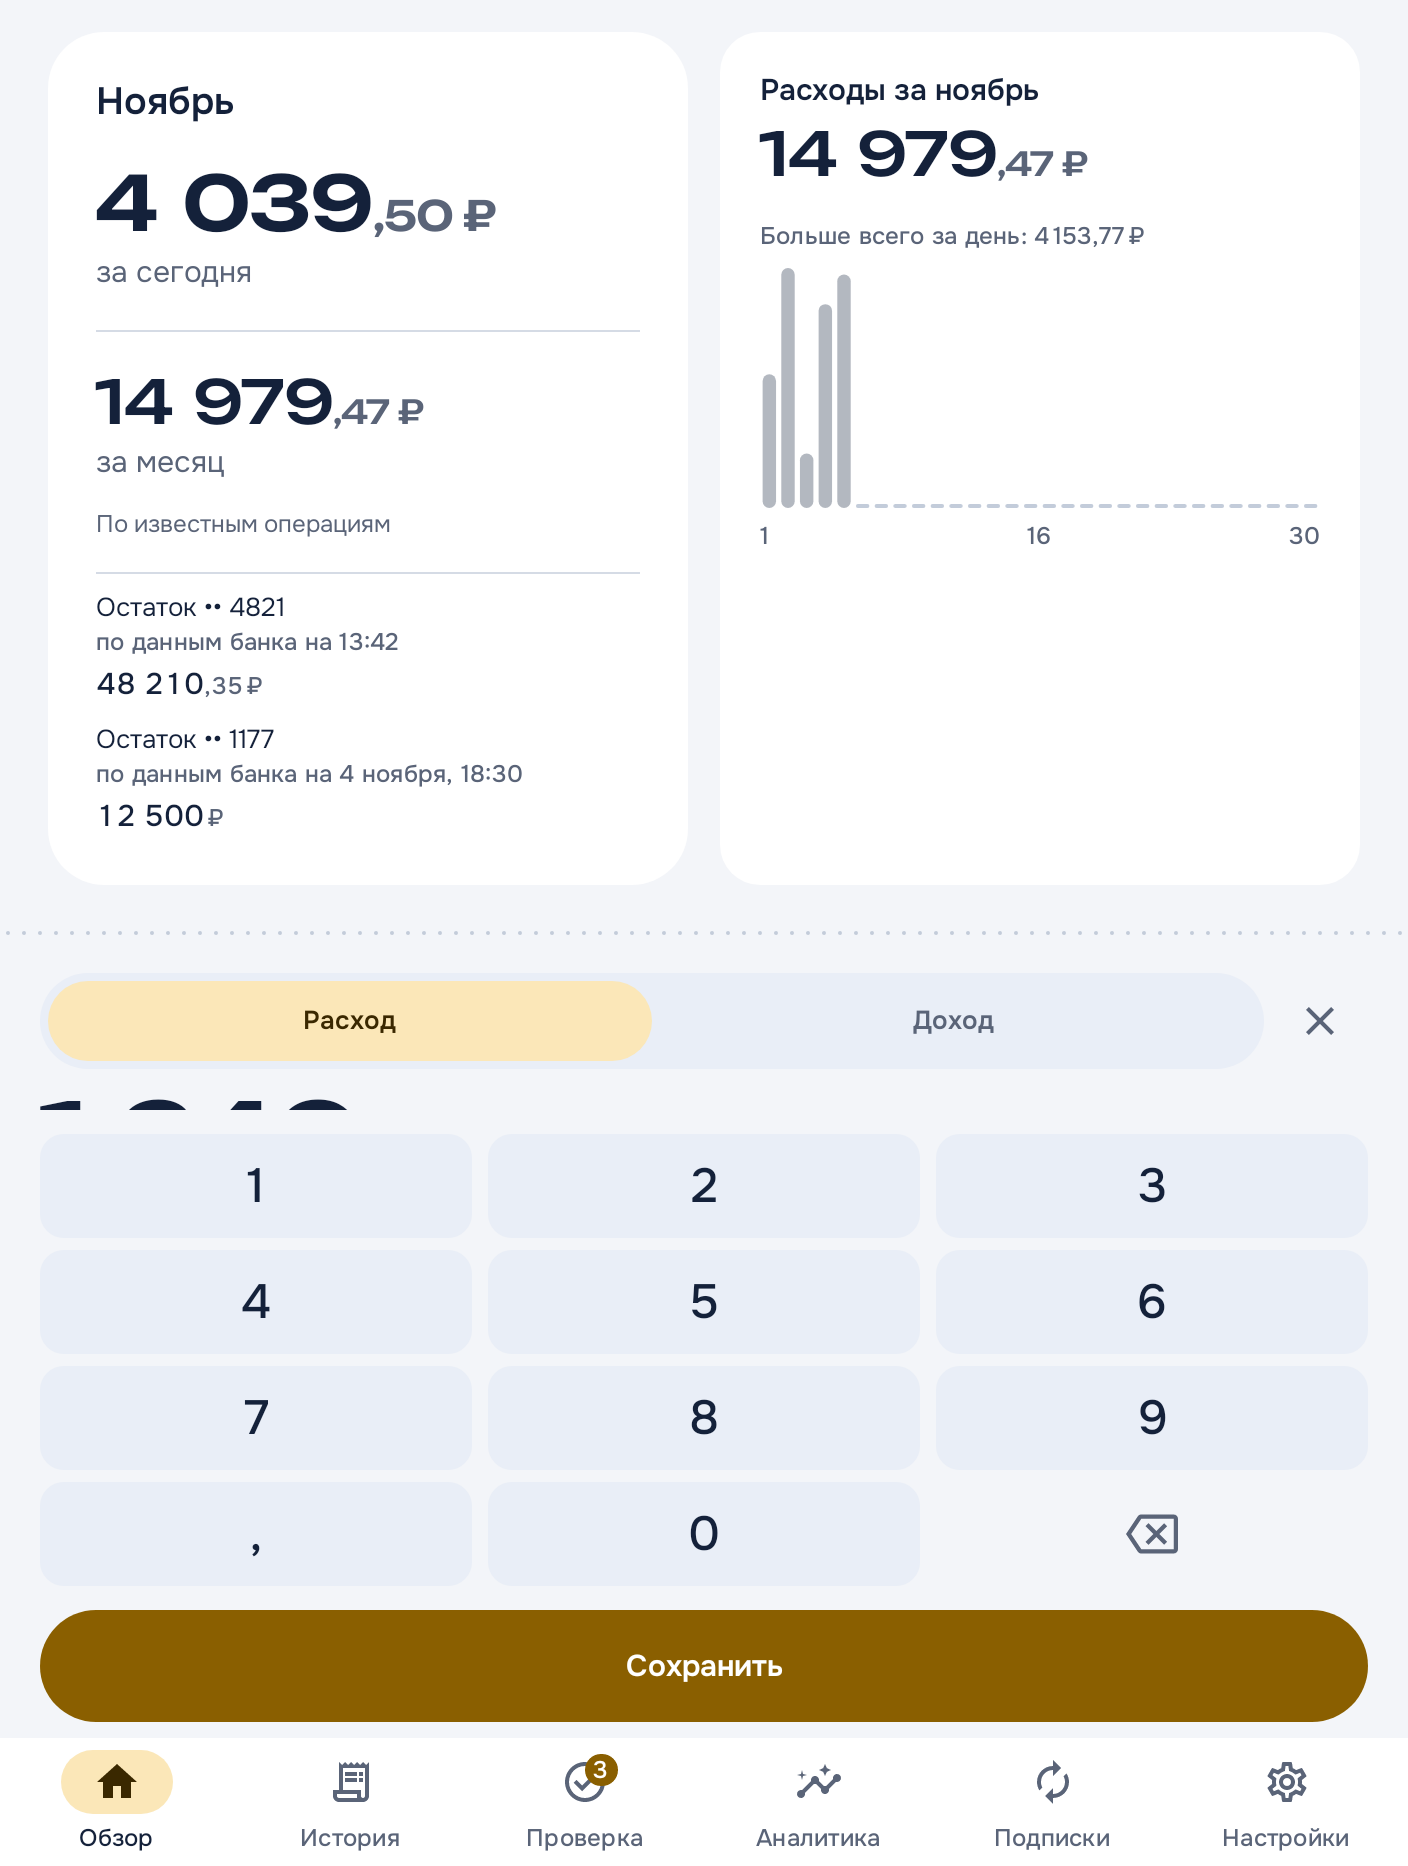 Ноябрь
4 039,50 ₽
за сегодня
14 979,47 ₽
за месяц
По известным операциям
Остаток •• 4821
по данным банка на 13:42
48 210,35 ₽
Остаток •• 1177
по данным банка на 4 ноября, 18:30
12 500 ₽
Расходы за ноябрь
14 979,47 ₽
Больше всего за день: 4 153,77 ₽
1 16 30
Расход Доход
1 2 3
4 5 6
7 8 9
, 0
Сохранить
3
Обзор История Проверка Аналитика Подписки Настройки